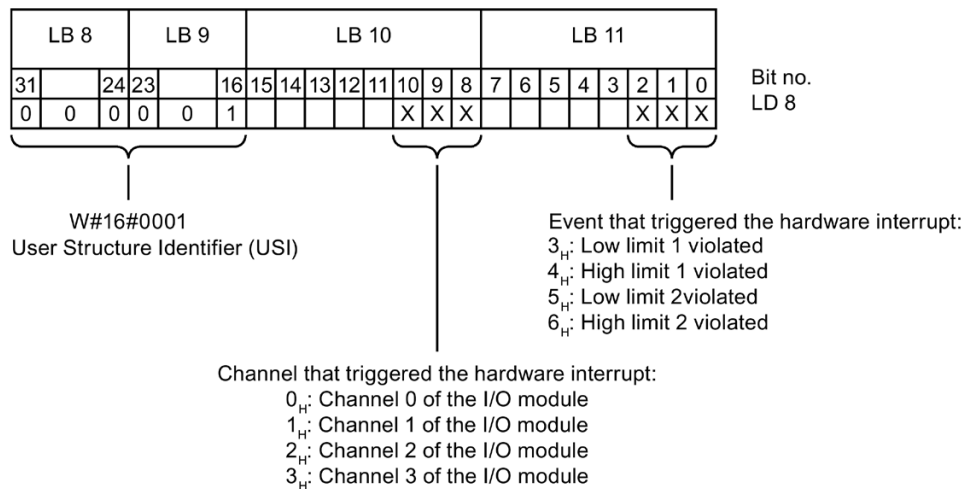 LB 8 LB 9 LB 10 LB 11
31 24 23 16 15 14 13 12 11 10 9 8 7 6 5 4 3 2 1 0 Bit no.
0 0 0 0 0 1 X X X X X X LD 8
W#16#0001
User Structure Identifier (USI)
Event that triggered the hardware interrupt:
3H: Low limit 1 violated
4H: High limit 1 violated
5H: Low limit 2violated
6H: High limit 2 violated
Channel that triggered the hardware interrupt:
0H: Channel 0 of the I/O module
1H: Channel 1 of the I/O module
2H: Channel 2 of the I/O module
3H: Channel 3 of the I/O module